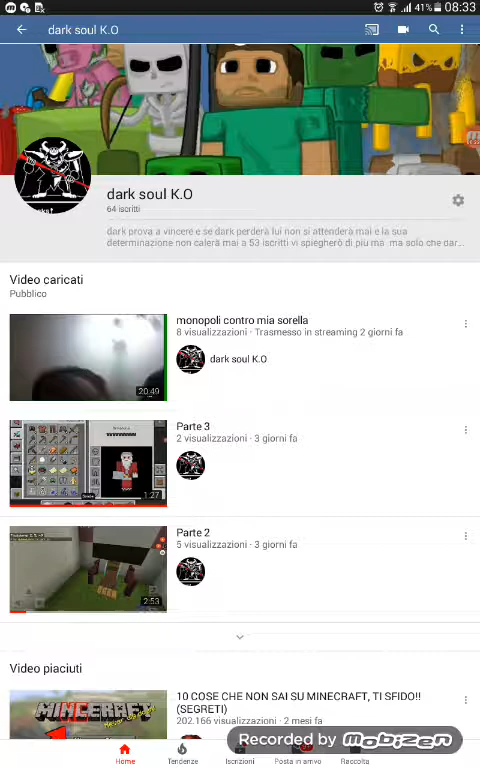 41% 08:33
dark soul K.O
dark soul K.O
64 iscritti
dark prova a vincere e se dark perderà lui non si attenderà mai e la sua
determinazione non calerà mai a 53 iscritti vi spiegherò di più ma ma solo che dar...
Video caricati
Pubblico
monopoli contro mia sorella
8 visualizzazioni · Trasmesso in streaming 2 giorni fa
dark soul K.O
20:49
Parte 3
2 visualizzazioni · 3 giorni fa
1:27
Parte 2
5 visualizzazioni · 3 giorni fa
2:53
Video piaciuti
10 COSE CHE NON SAI SU MINECRAFT, TI SFIDO!!
(SEGRETI)
202.166 visualizzazioni · 2 mesi fa
MINECRAFT
Recorded by mobizen
Home Tendenze Iscrizioni Posta in arrivo Raccolta